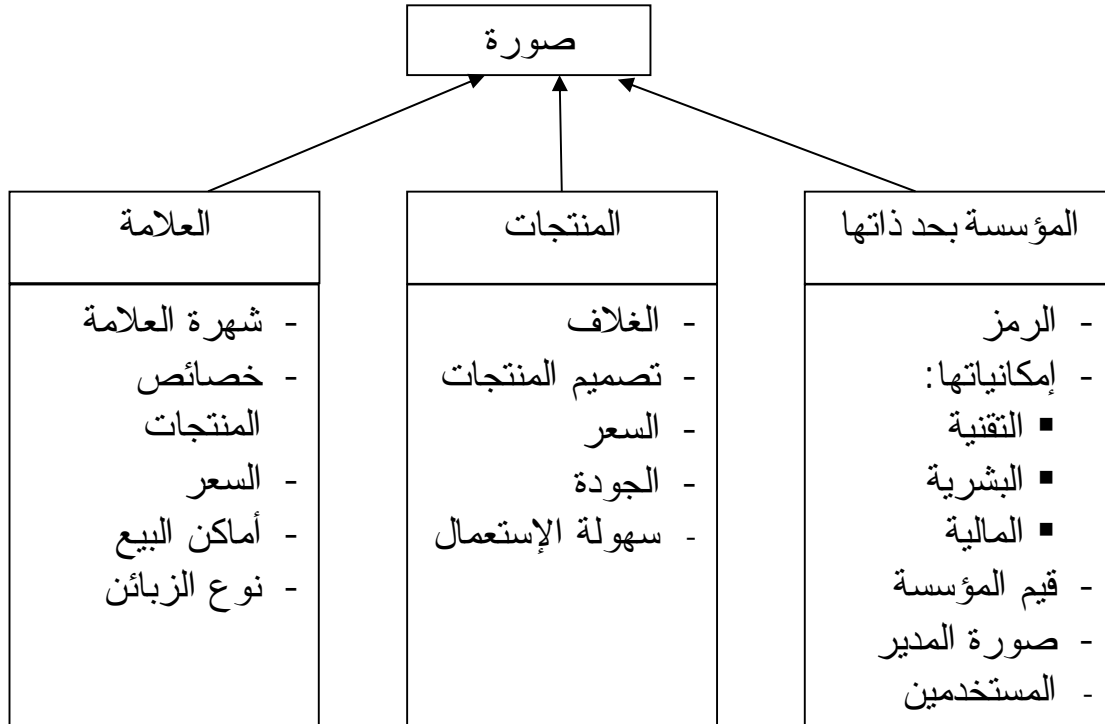 صورة
المؤسسة بحد ذاتها
- الرمز
- إمكانياتها:
▪ التقنية
▪ البشرية
▪ المالية
- قيم المؤسسة
- صورة المدير
- المستخدمين
المنتجات
- الغلاف
- تصميم المنتجات
- السعر
- الجودة
- سهولة الإستعمال
العلامة
- شهرة العلامة
- خصائص
المنتجات
- السعر
- أماكن البيع
- نوع الزبائن